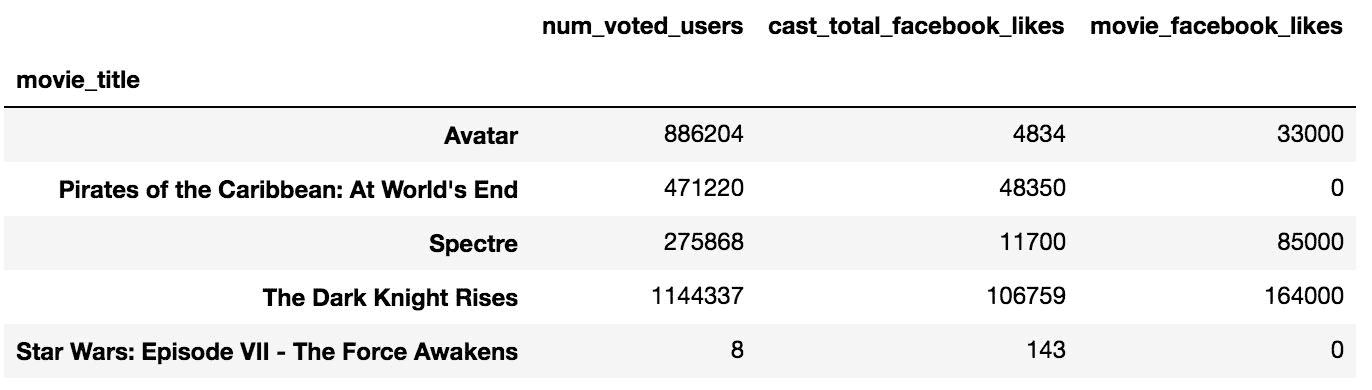 num_voted_users cast_total_facebook_likes movie_facebook_likes
movie_title
Avatar 886204 4834 33000
Pirates of the Caribbean: At World's End 471220 48350 0
Spectre 275868 11700 85000
The Dark Knight Rises 1144337 106759 164000
Star Wars: Episode VII - The Force Awakens 8 143 0